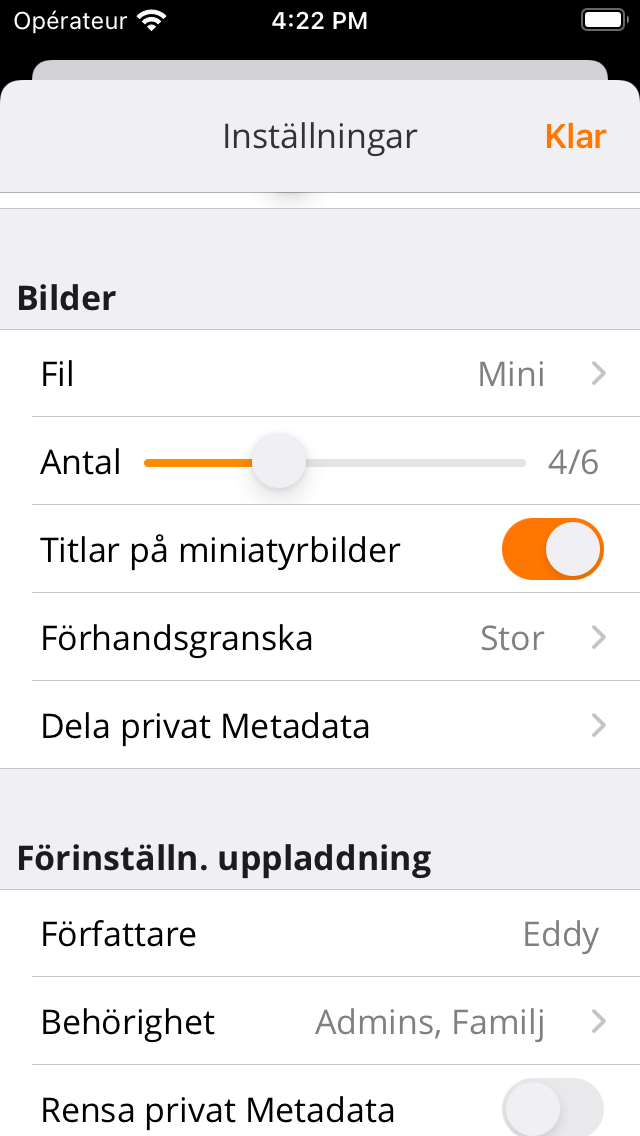 Opérateur 4:22 PM
Inställningar Klar
Bilder
Fil Mini
Antal 4/6
Titlar på miniatyrbilder
Förhandsgranska Stor
Dela privat Metadata
Förinställn. uppladdning
Författare Eddy
Behörighet Admins, Familj
Rensa privat Metadata